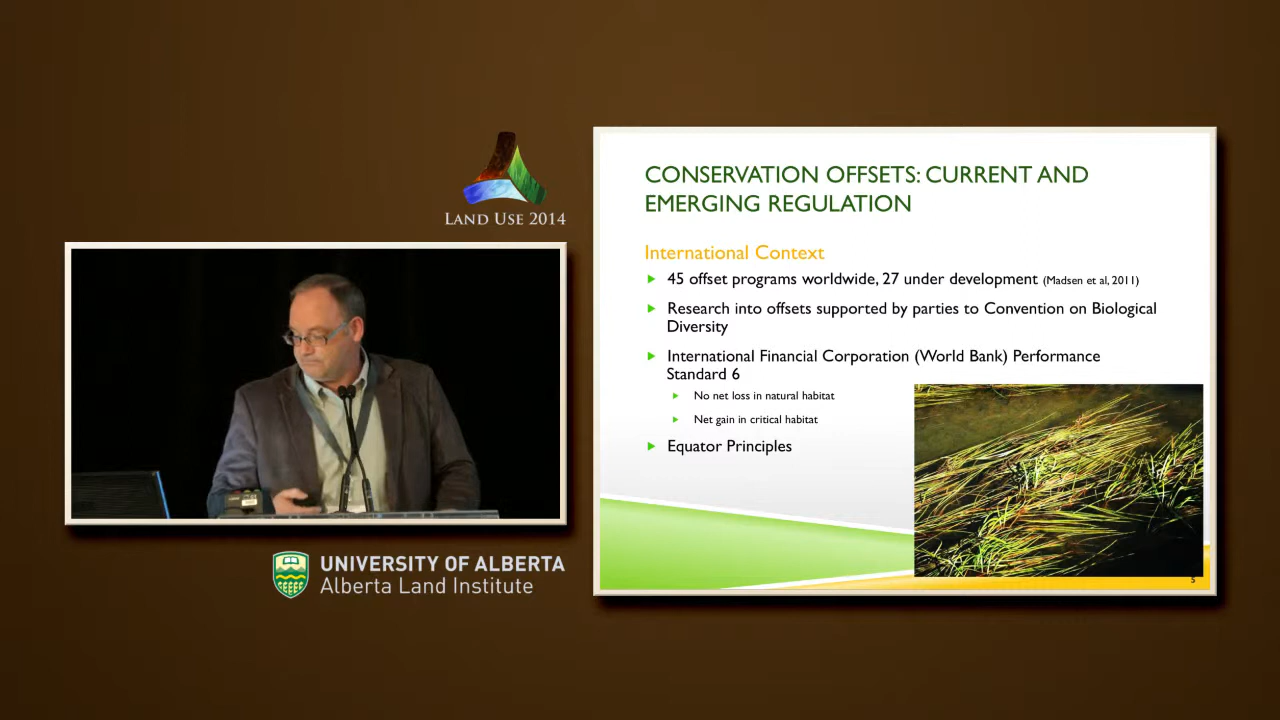 LAND USE 2014
UNIVERSITY OF ALBERTA
Alberta Land Institute
CONSERVATION OFFSETS: CURRENT AND
EMERGING REGULATION
International Context
45 offset programs worldwide, 27 under development (Madsen et al, 2011)
Research into offsets supported by parties to Convention on Biological
Diversity
International Financial Corporation (World Bank) Performance
Standard 6
No net loss in natural habitat
Net gain in critical habitat
Equator Principles
5